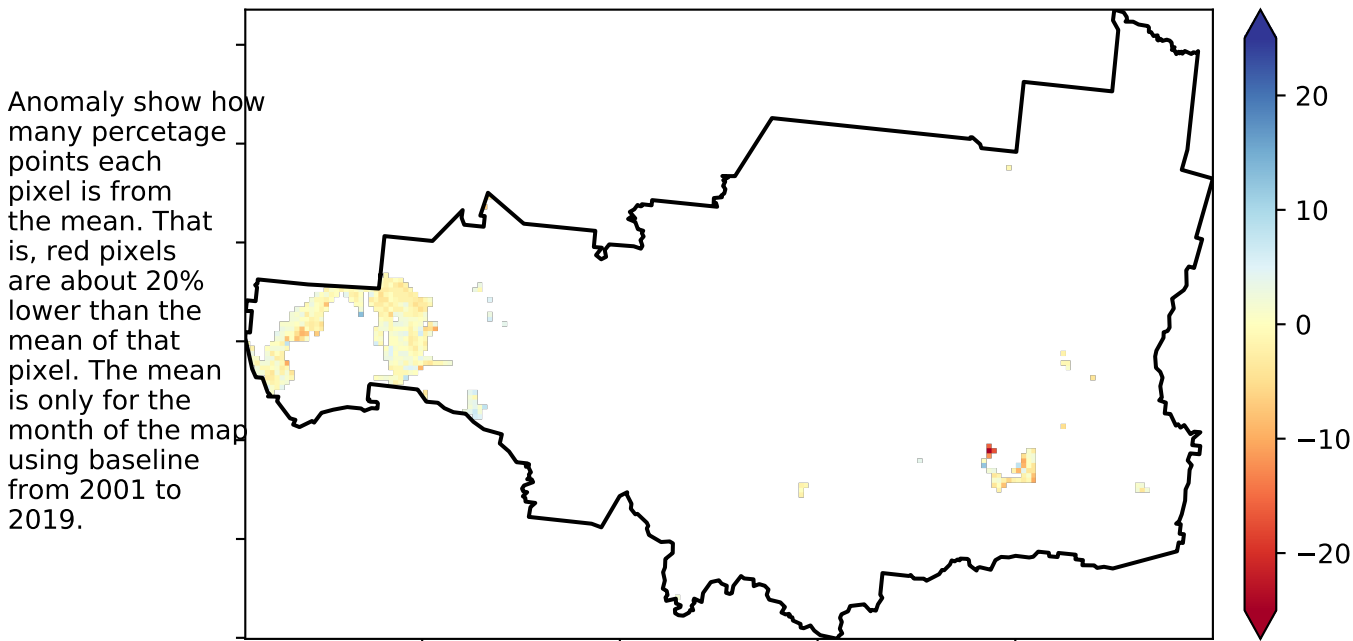 Anomaly show how
many percetage
points each
pixel is from
the mean. That
is, red pixels
are about 20%
lower than the
mean of that
pixel. The mean
is only for the
month of the map
using baseline
from 2001 to
2019.
20
10
0
−10
−20